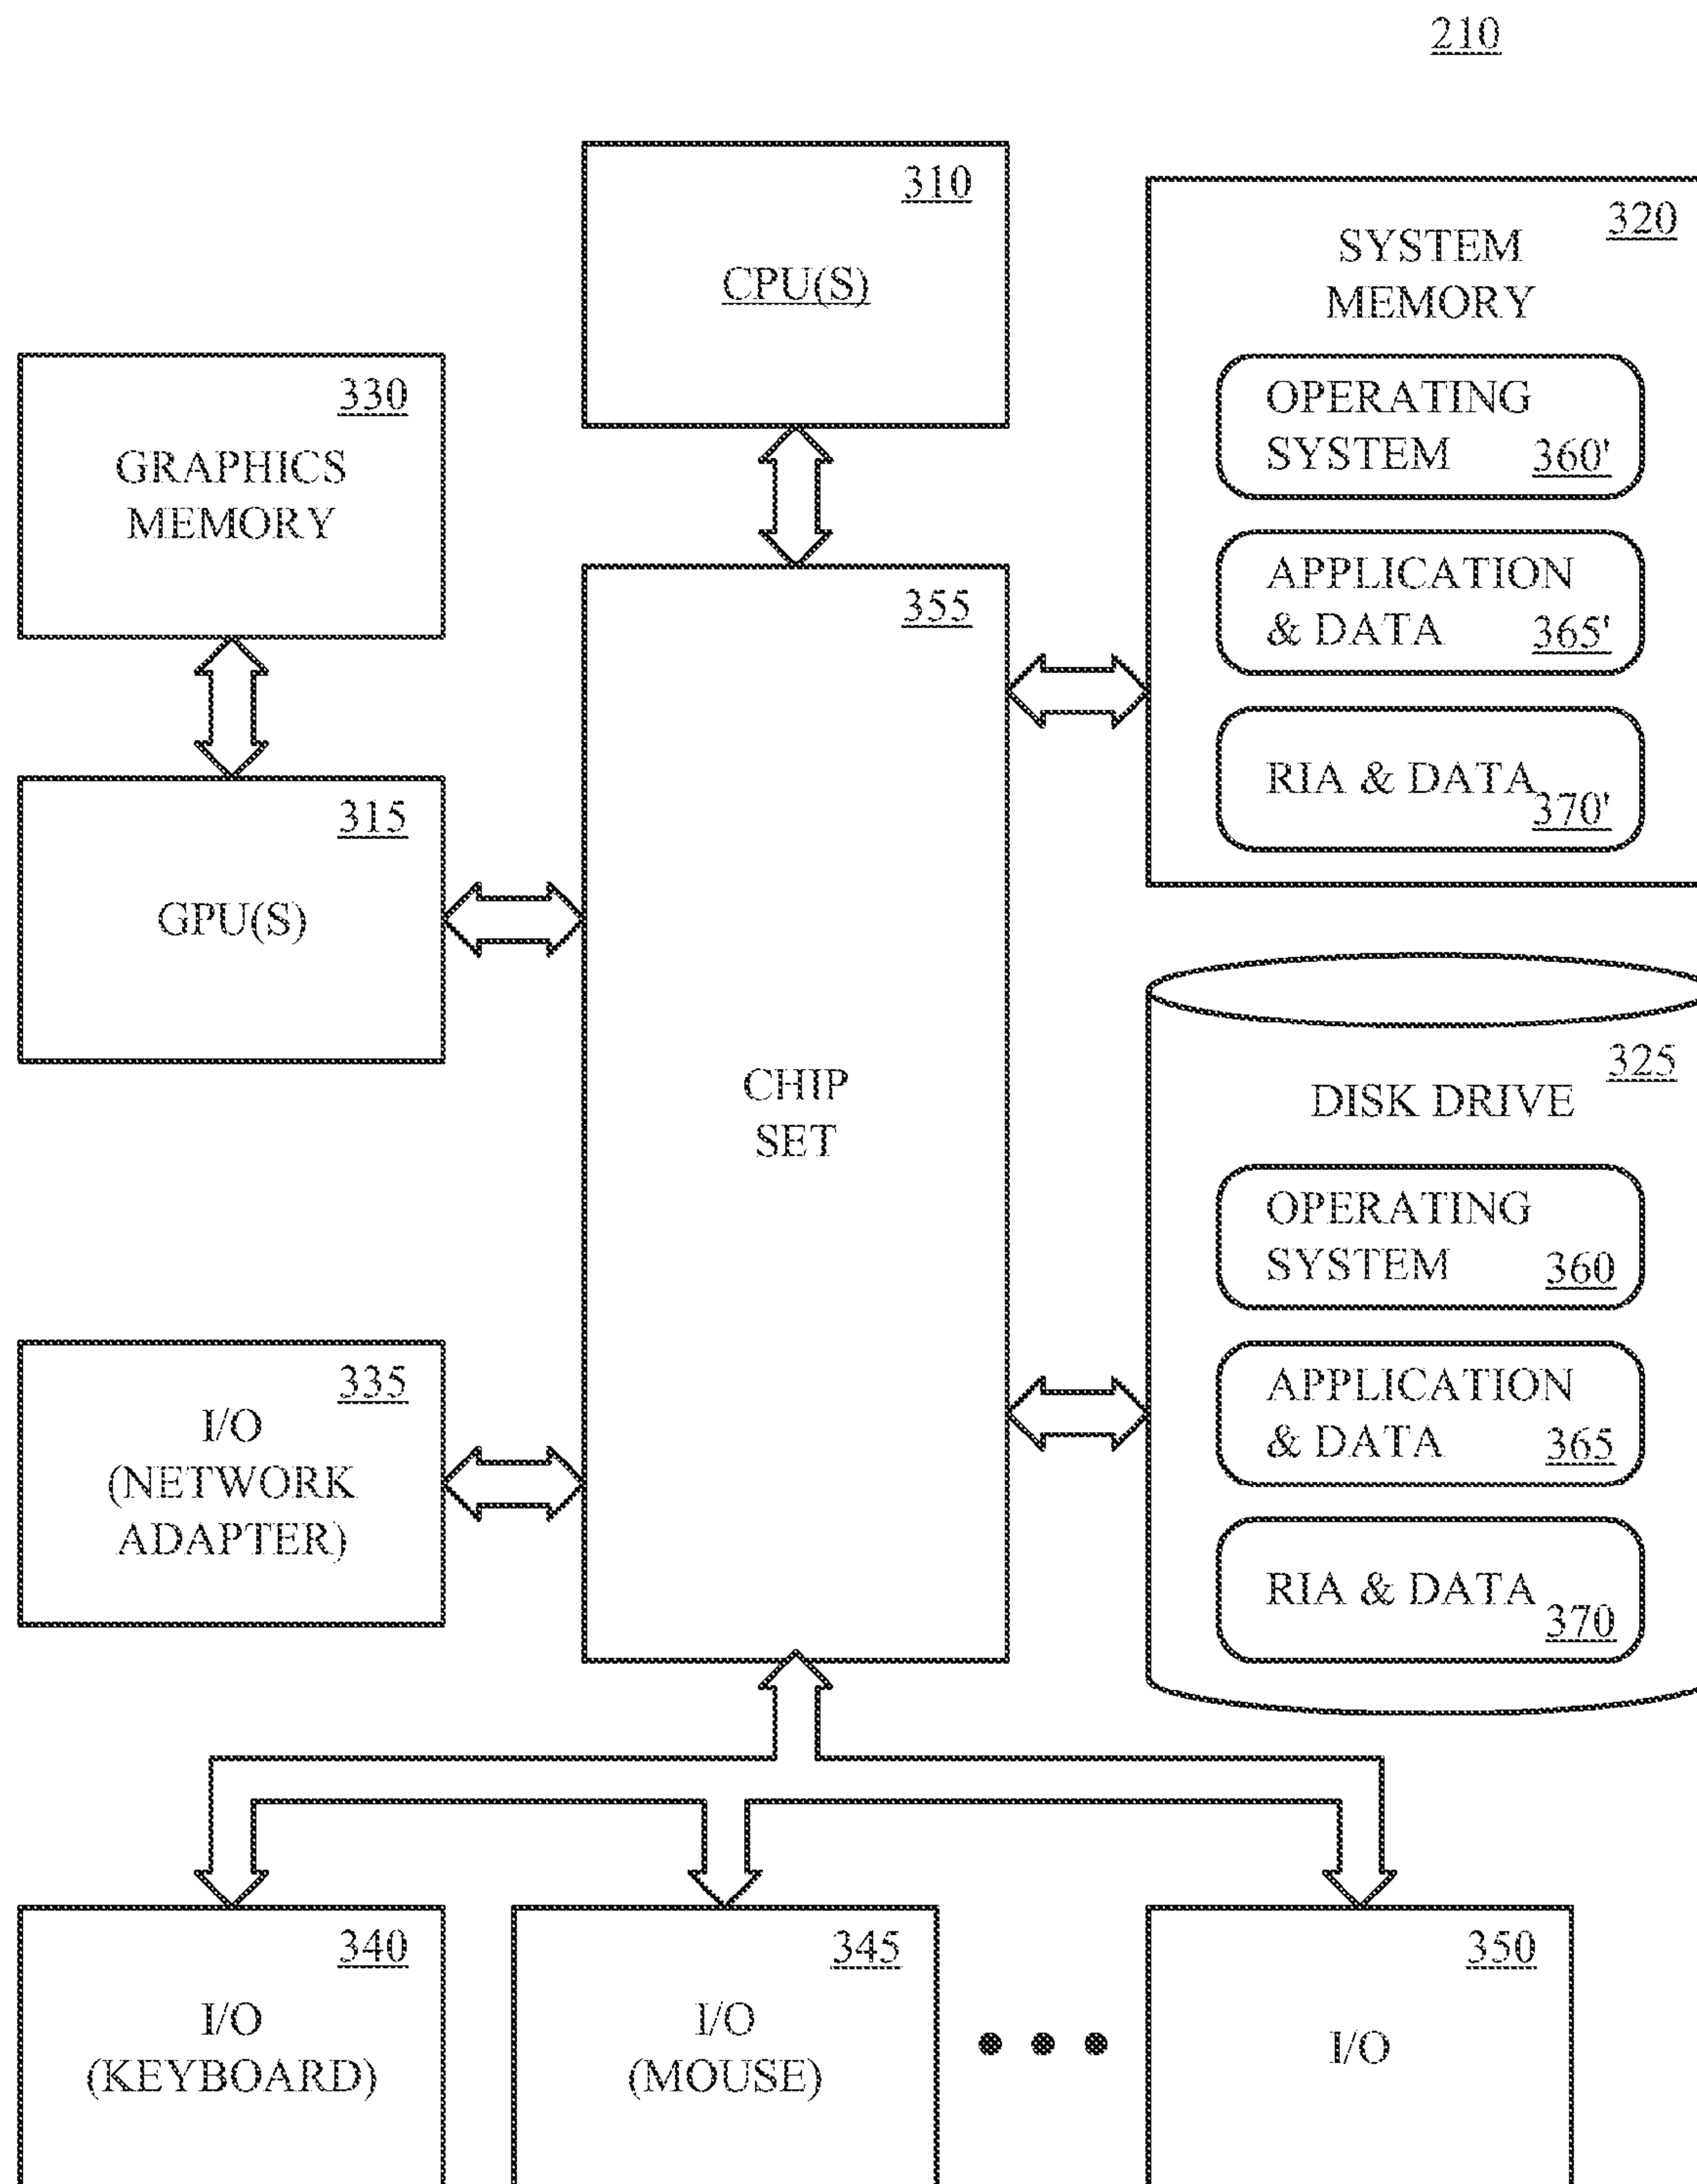 210
310
CPU(S)
320
SYSTEM
MEMORY
OPERATING
SYSTEM 360'
APPLICATION
& DATA 365'
RIA & DATA 370'
330
GRAPHICS
MEMORY
355
CHIP
SET
315
GPU(S)
325
DISK DRIVE
OPERATING
SYSTEM 360
APPLICATION
& DATA 365
RIA & DATA 370
335
I/O
(NETWORK
ADAPTER)
340
I/O
(KEYBOARD)
345
I/O
(MOUSE)
350
I/O